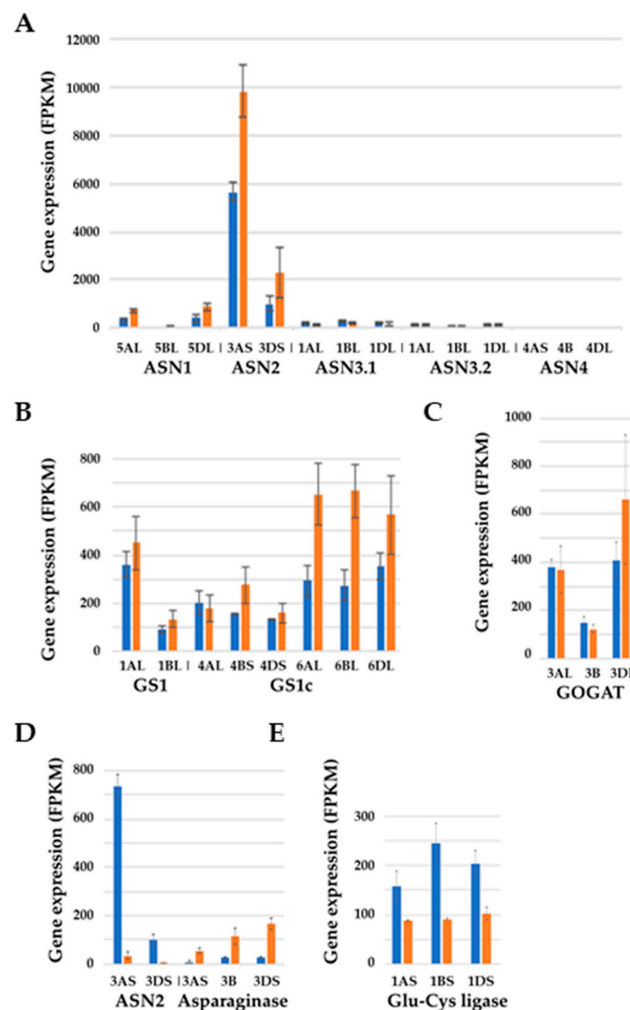 A
Gene expression (FPKM)
12000
10000
8000
6000
4000
2000
0
5AL 5BL 5DL | 3AS 3DS | 1AL 1BL 1DL | 1AL 1BL 1DL | 4AS 4B 4DL
ASN1 ASN2 ASN3.1 ASN3.2 ASN4
B
Gene expression (FPKM)
800
600
400
200
0
1AL 1BL | 4AL 4BS 4DS 6AL 6BL 6DL
GS1 GS1c
C
Gene expression (FPKM)
1000
800
600
400
200
0
3AL 3B 3DL
GOGAT
D
Gene expression (FPKM)
800
600
400
200
0
3AS 3DS | 3AS 3B 3DS
ASN2 Asparaginase
E
Gene expression (FPKM)
300
200
100
0
1AS 1BS 1DS
Glu-Cys ligase